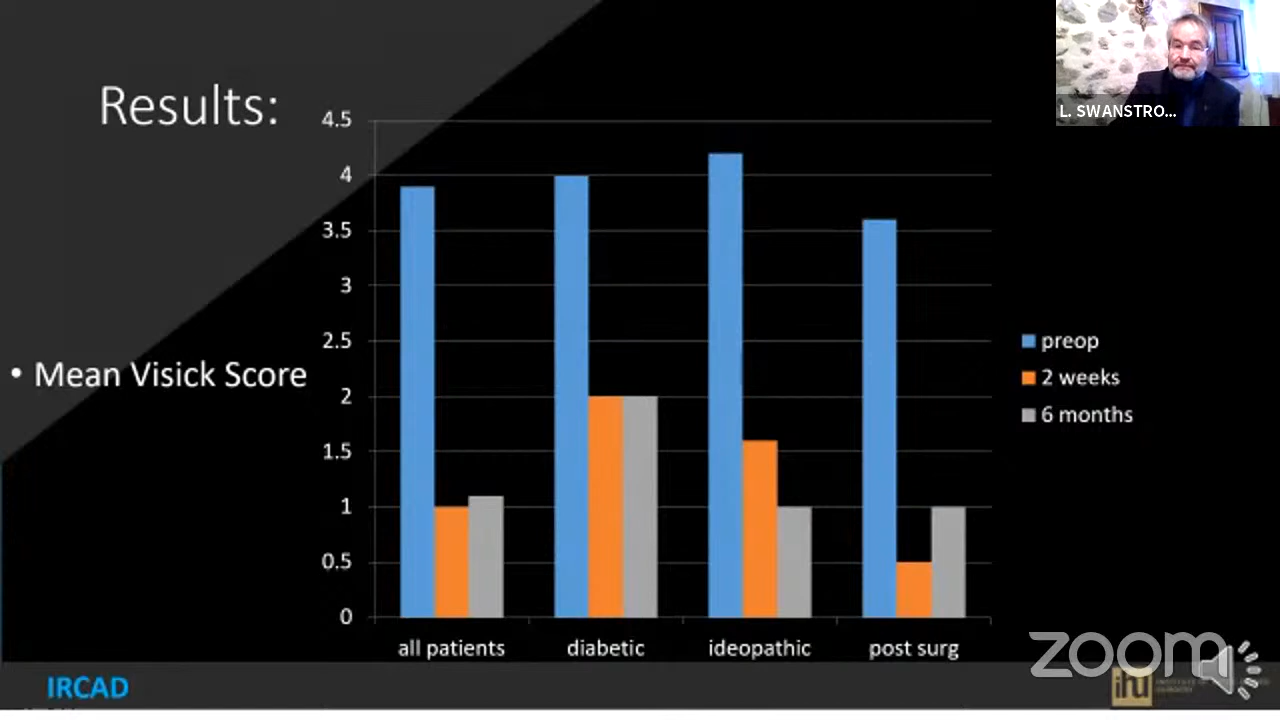 Results:
L. SWANSTRO...
4.5
4
3.5
3
2.5
2
1.5
1
0.5
0
• Mean Visick Score
preop
2 weeks
6 months
all patients
diabetic
ideopathic
post surg
zoom
IRCAD
ihu